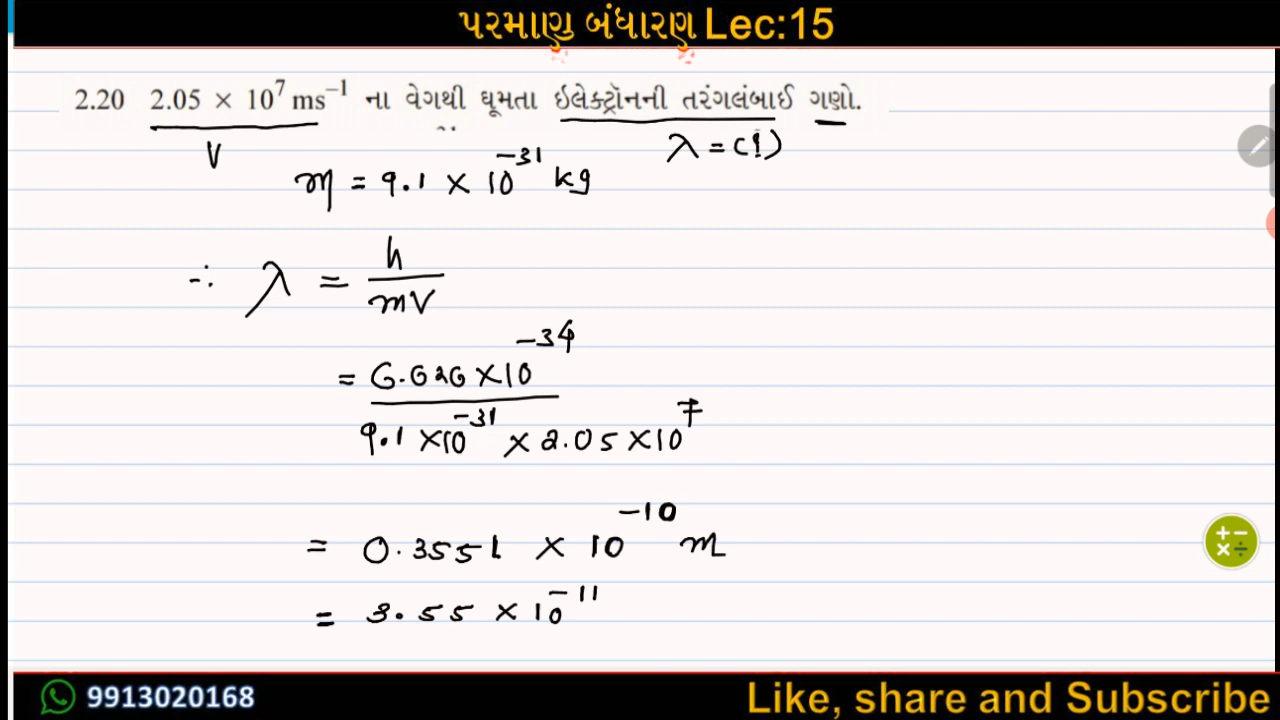 પરમાણુ બંધારણ Lec:15
2.20 2.05 × 10⁷ ms⁻¹ ના વેગથી ઘૂમતા ઇલેક્ટ્રૉનની તરંગલંબાઈ ગણો.
V λ = (?)
m = 9.1 × 10⁻³¹ kg
∴ λ = h / mV
= 6.626 × 10⁻³⁴ / 9.1 × 10⁻³¹ × 2.05 × 10⁷
= 0.3551 × 10⁻¹⁰ m
= 3.55 × 10⁻¹¹
9913020168 Like, share and Subscribe